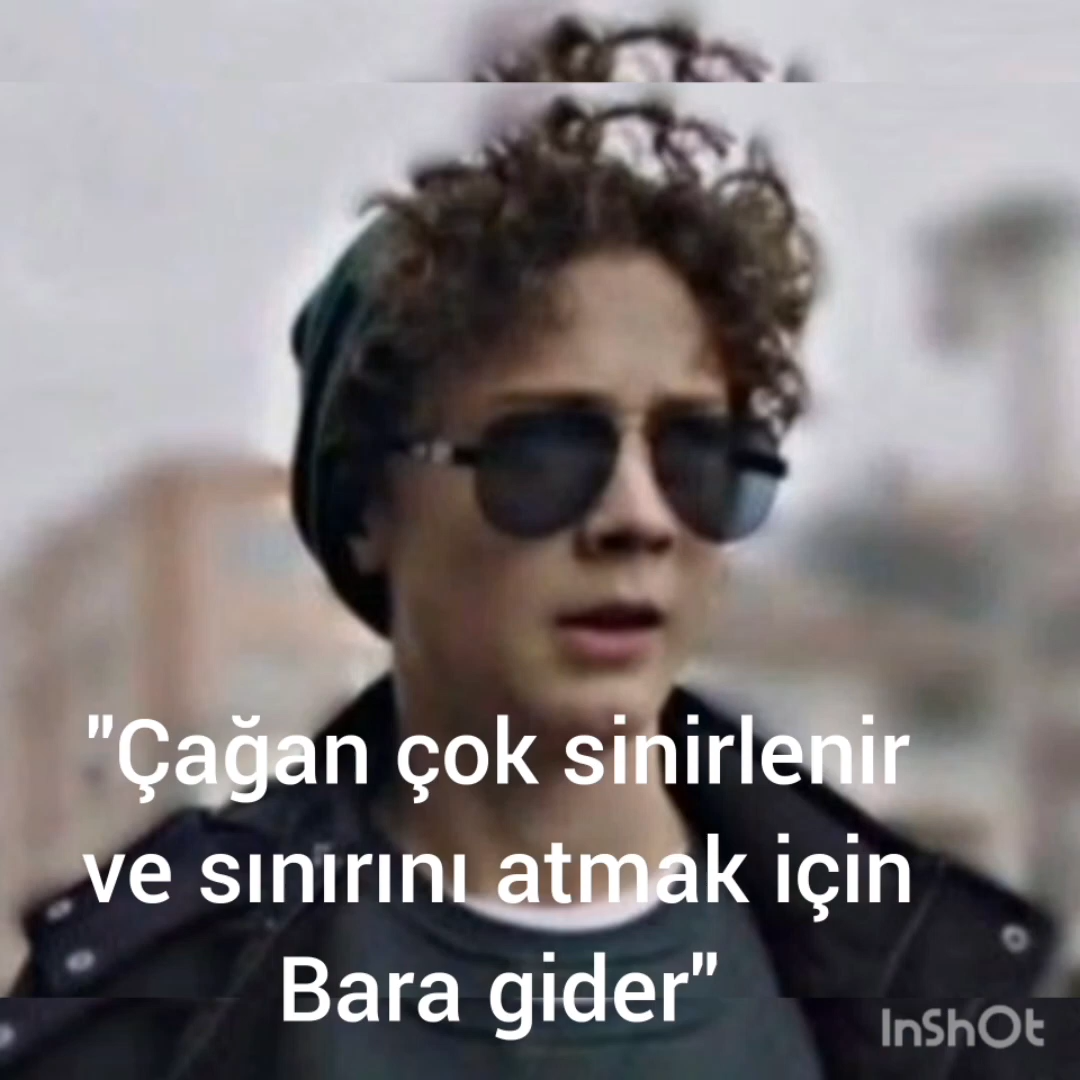 "Çağan çok sinirlenir
ve sınırını atmak için
Bara gider"
InShOt